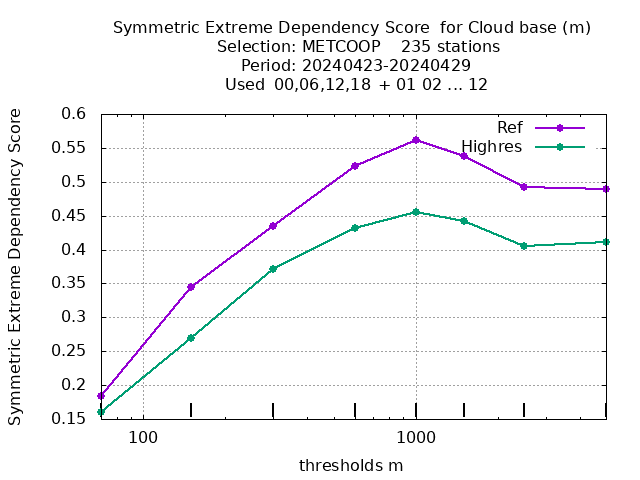 Symmetric Extreme Dependency Score for Cloud base (m)
Selection: METCOOP 235 stations
Period: 20240423-20240429
Used 00,06,12,18 + 01 02 ... 12
Symmetric Extreme Dependency Score
0.6
0.55
0.5
0.45
0.4
0.35
0.3
0.25
0.2
0.15
Ref
Highres
100 1000
thresholds m